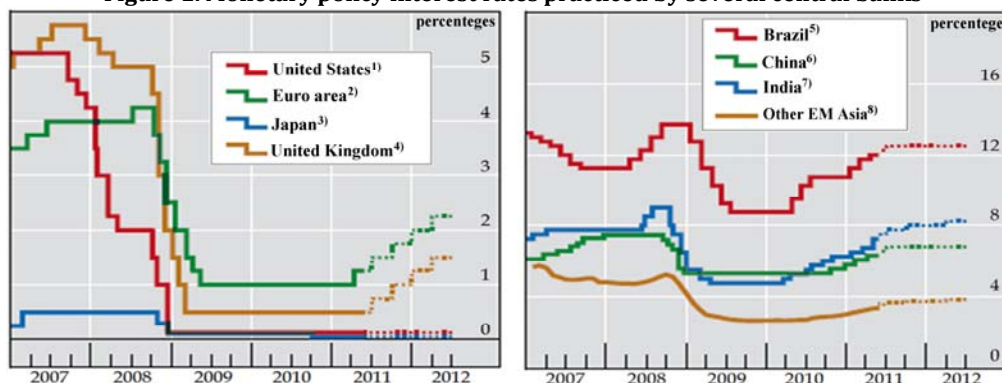 Figure 1. Monetary policy interest rates practiced by several central banks
percenteges
5
4
3
2
1
0
United States1)
Euro area2)
Japan3)
United Kingdom4)
2007 2008 2009 2010 2011 2012
percentege
16
12
8
4
0
Brazil5)
China6)
India7)
Other EM Asia8)
2007 2008 2009 2010 2011 2012